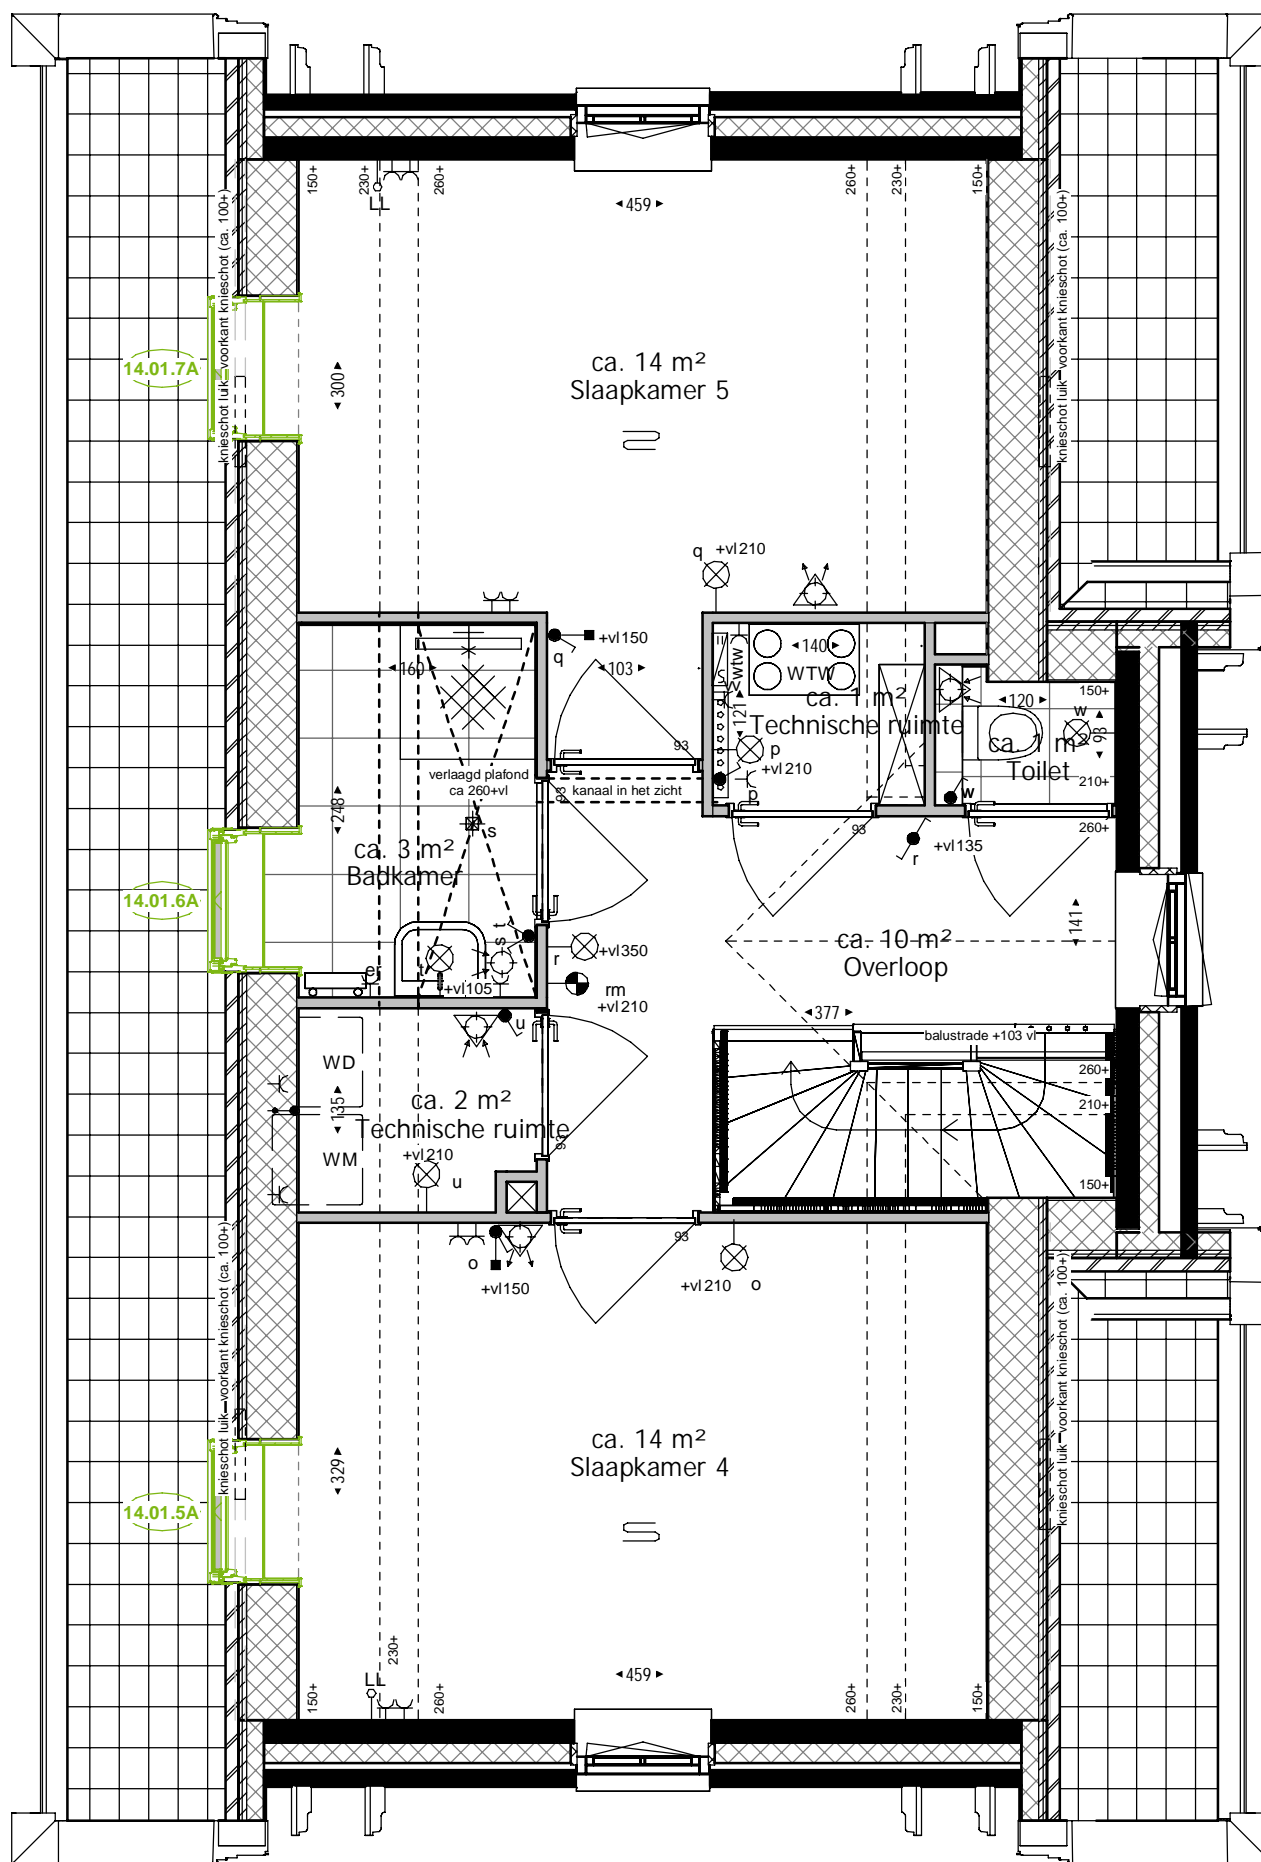 150+
230+
260+
LL
459
260+
230+
150+
knieschot luik
voorkant knieschot (ca. 100+)
knieschot luik
voorkant knieschot (ca. 100+)
14.01.7A
300
ca. 14 m²
Slaapkamer 5
q
+vl210
+vl150
q
160
103
93
140
WTW
wtw
121
ca. 1 m²
Technische ruimte
p
+vl210
p
120
150+
w
93
ca. 1 m²
Toilet
210+
w
260+
verlaagd plafond
ca 260+vl
kanaal in het zicht
93
93
248
s
+vl135
r
ca. 3 m²
Badkamer
14.01.6A
141
ca. 10 m²
Overloop
s t
+vl350
r
er
t
+vl105
rm
+vl210
377
balustrade +103 vl
u
WD
135
WM
ca. 2 m²
Technische ruimte
+vl210
u
93
260+
210+
150+
o
+vl150
93
+vl210
o
knieschot luik
voorkant knieschot (ca. 100+)
knieschot luik
voorkant knieschot (ca. 100+)
14.01.5A
329
ca. 14 m²
Slaapkamer 4
230+
LL
150+
260+
459
260+
230+
150+